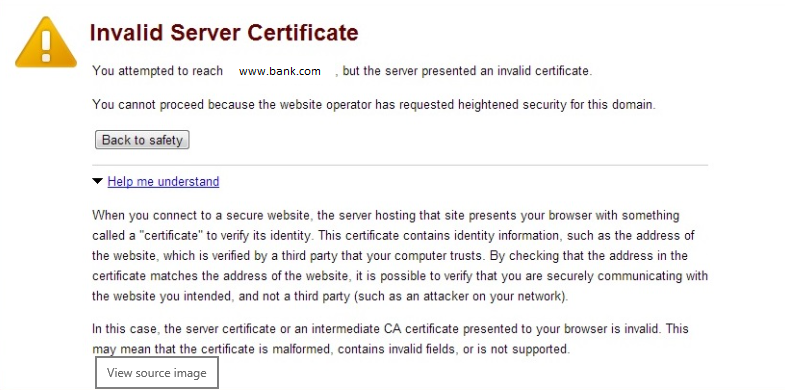 Invalid Server Certificate
You attempted to reach www.bank.com , but the server presented an invalid certificate.
You cannot proceed because the website operator has requested heightened security for this domain.
Back to safety
Help me understand
When you connect to a secure website, the server hosting that site presents your browser with something
called a "certificate" to verify its identity. This certificate contains identity information, such as the address of
the website, which is verified by a third party that your computer trusts. By checking that the address in the
certificate matches the address of the website, it is possible to verify that you are securely communicating with
the website you intended, and not a third party (such as an attacker on your network).
In this case, the server certificate or an intermediate CA certificate presented to your browser is invalid. This
may mean that the certificate is malformed, contains invalid fields, or is not supported.
View source image